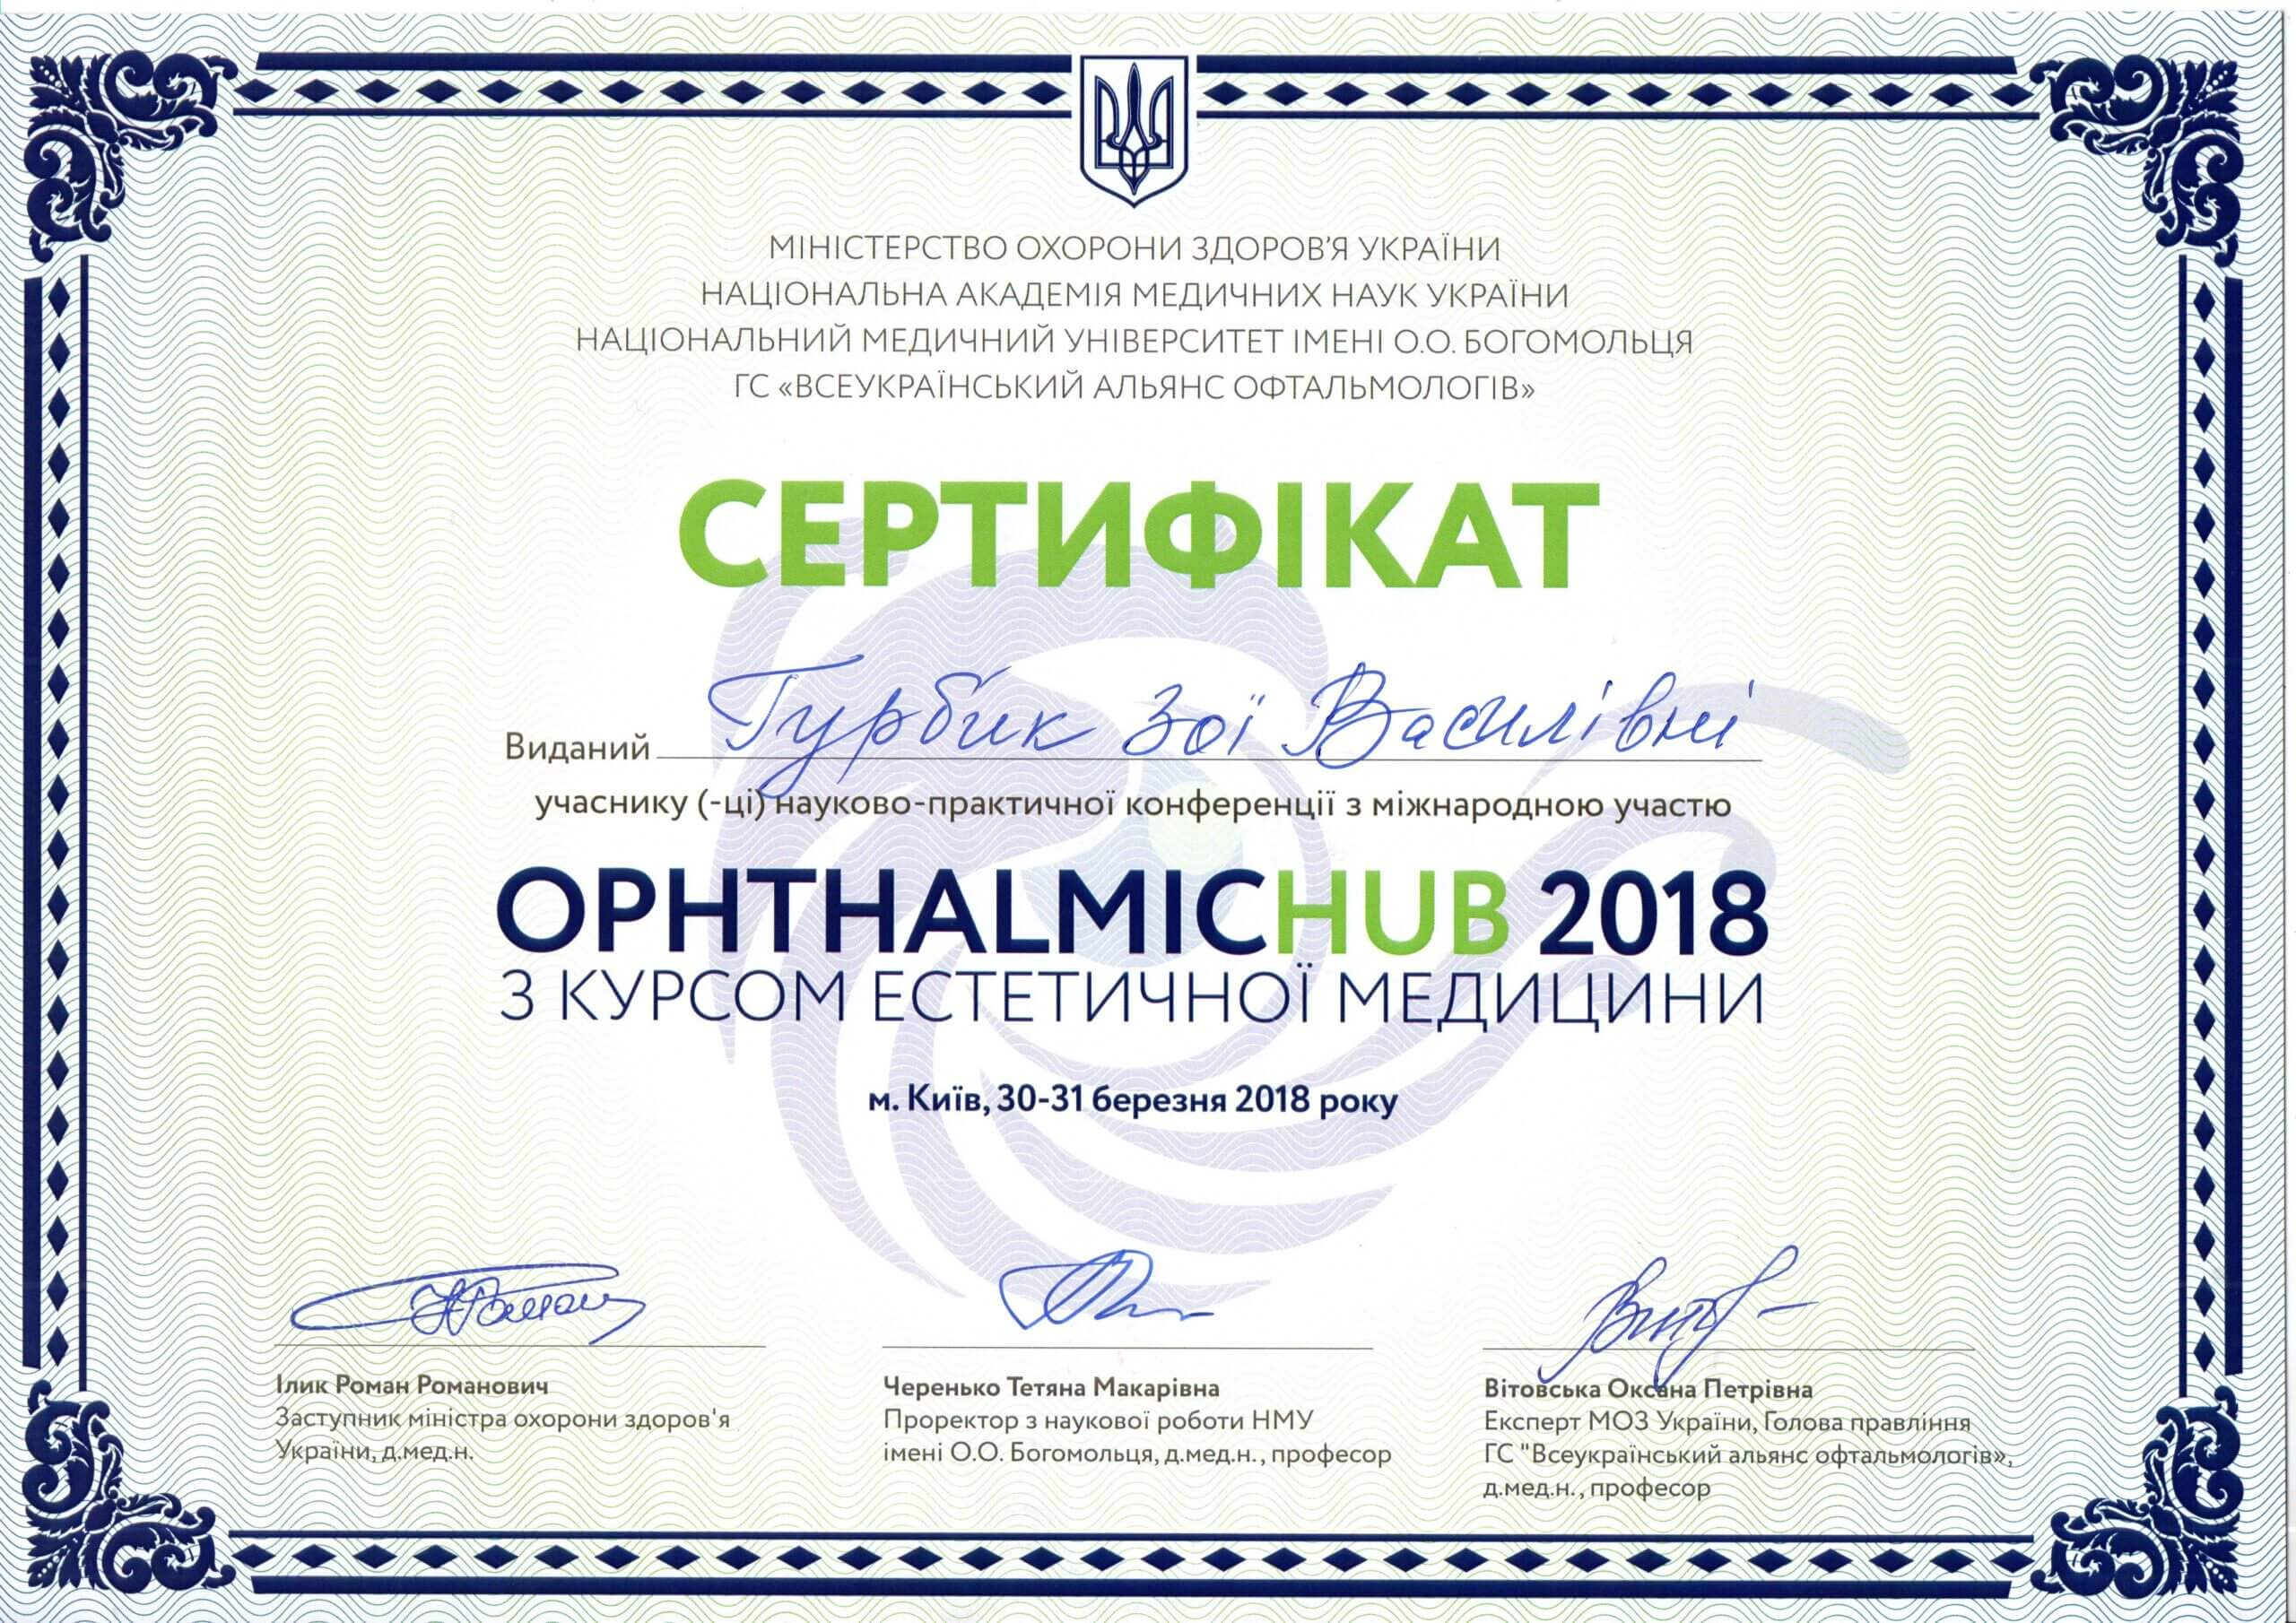 МІНІСТЕРСТВО ОХОРОНИ ЗДОРОВ'Я УКРАЇНИ
НАЦІОНАЛЬНА АКАДЕМІЯ МЕДИЧНИХ НАУК УКРАЇНИ
НАЦІОНАЛЬНИЙ МЕДИЧНИЙ УНІВЕРСИТЕТ ІМЕНІ О.О. БОГОМОЛЬЦЯ
ГС «ВСЕУКРАЇНСЬКИЙ АЛЬЯНС ОФТАЛЬМОЛОГІВ»
СЕРТИФІКАТ
Виданий Гурбик Зої Василівні
учаснику (-ці) науково-практичної конференції з міжнародною участю
OPHTHALMICHUB 2018
З КУРСОМ ЕСТЕТИЧНОЇ МЕДИЦИНИ
м. Київ, 30-31 березня 2018 року
Ілик Роман Романович
Заступник міністра охорони здоров'я
України, д.мед.н.
Черенько Тетяна Макарівна
Проректор з наукової роботи НМУ
імені О.О. Богомольця, д.мед.н., професор
Вітовська Оксана Петрівна
Експерт МОЗ України, Голова правління
ГС "Всеукраїнський альянс офтальмологів»,
д.мед.н., професор